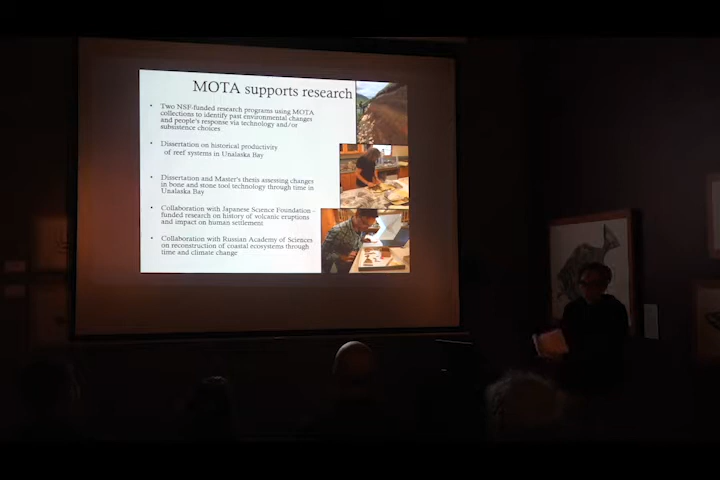 MOTA supports research
• Two NSF-funded research programs using MOTA
collections to identify past environmental changes
and people's response via technology and/or
subsistence choices
• Dissertation on historical productivity
of reef systems in Unalaska Bay
• Dissertation and Master's thesis assessing changes
in bone and stone tool technology through time in
Unalaska Bay
• Collaboration with Japanese Science Foundation–
funded research on history of volcanic eruptions
and impact on human settlement
• Collaboration with Russian Academy of Sciences
on reconstruction of coastal ecosystems through
time and climate change